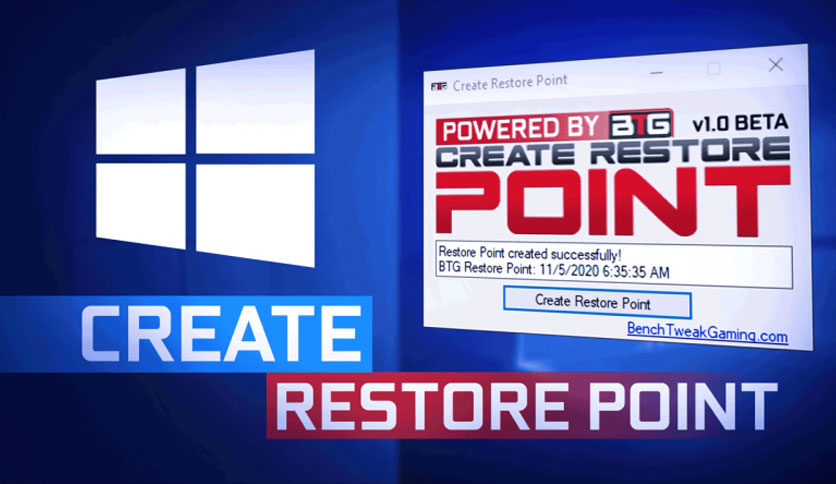 BTG Create Restore Point
POWERED BY BTG v1.0 BETA
CREATE RESTORE
POINT
Restore Point created successfully!
BTG Restore Point: 11/5/2020 6:35:35 AM
Create Restore Point
BenchTweakGaming.com
CREATE
RESTORE POINT